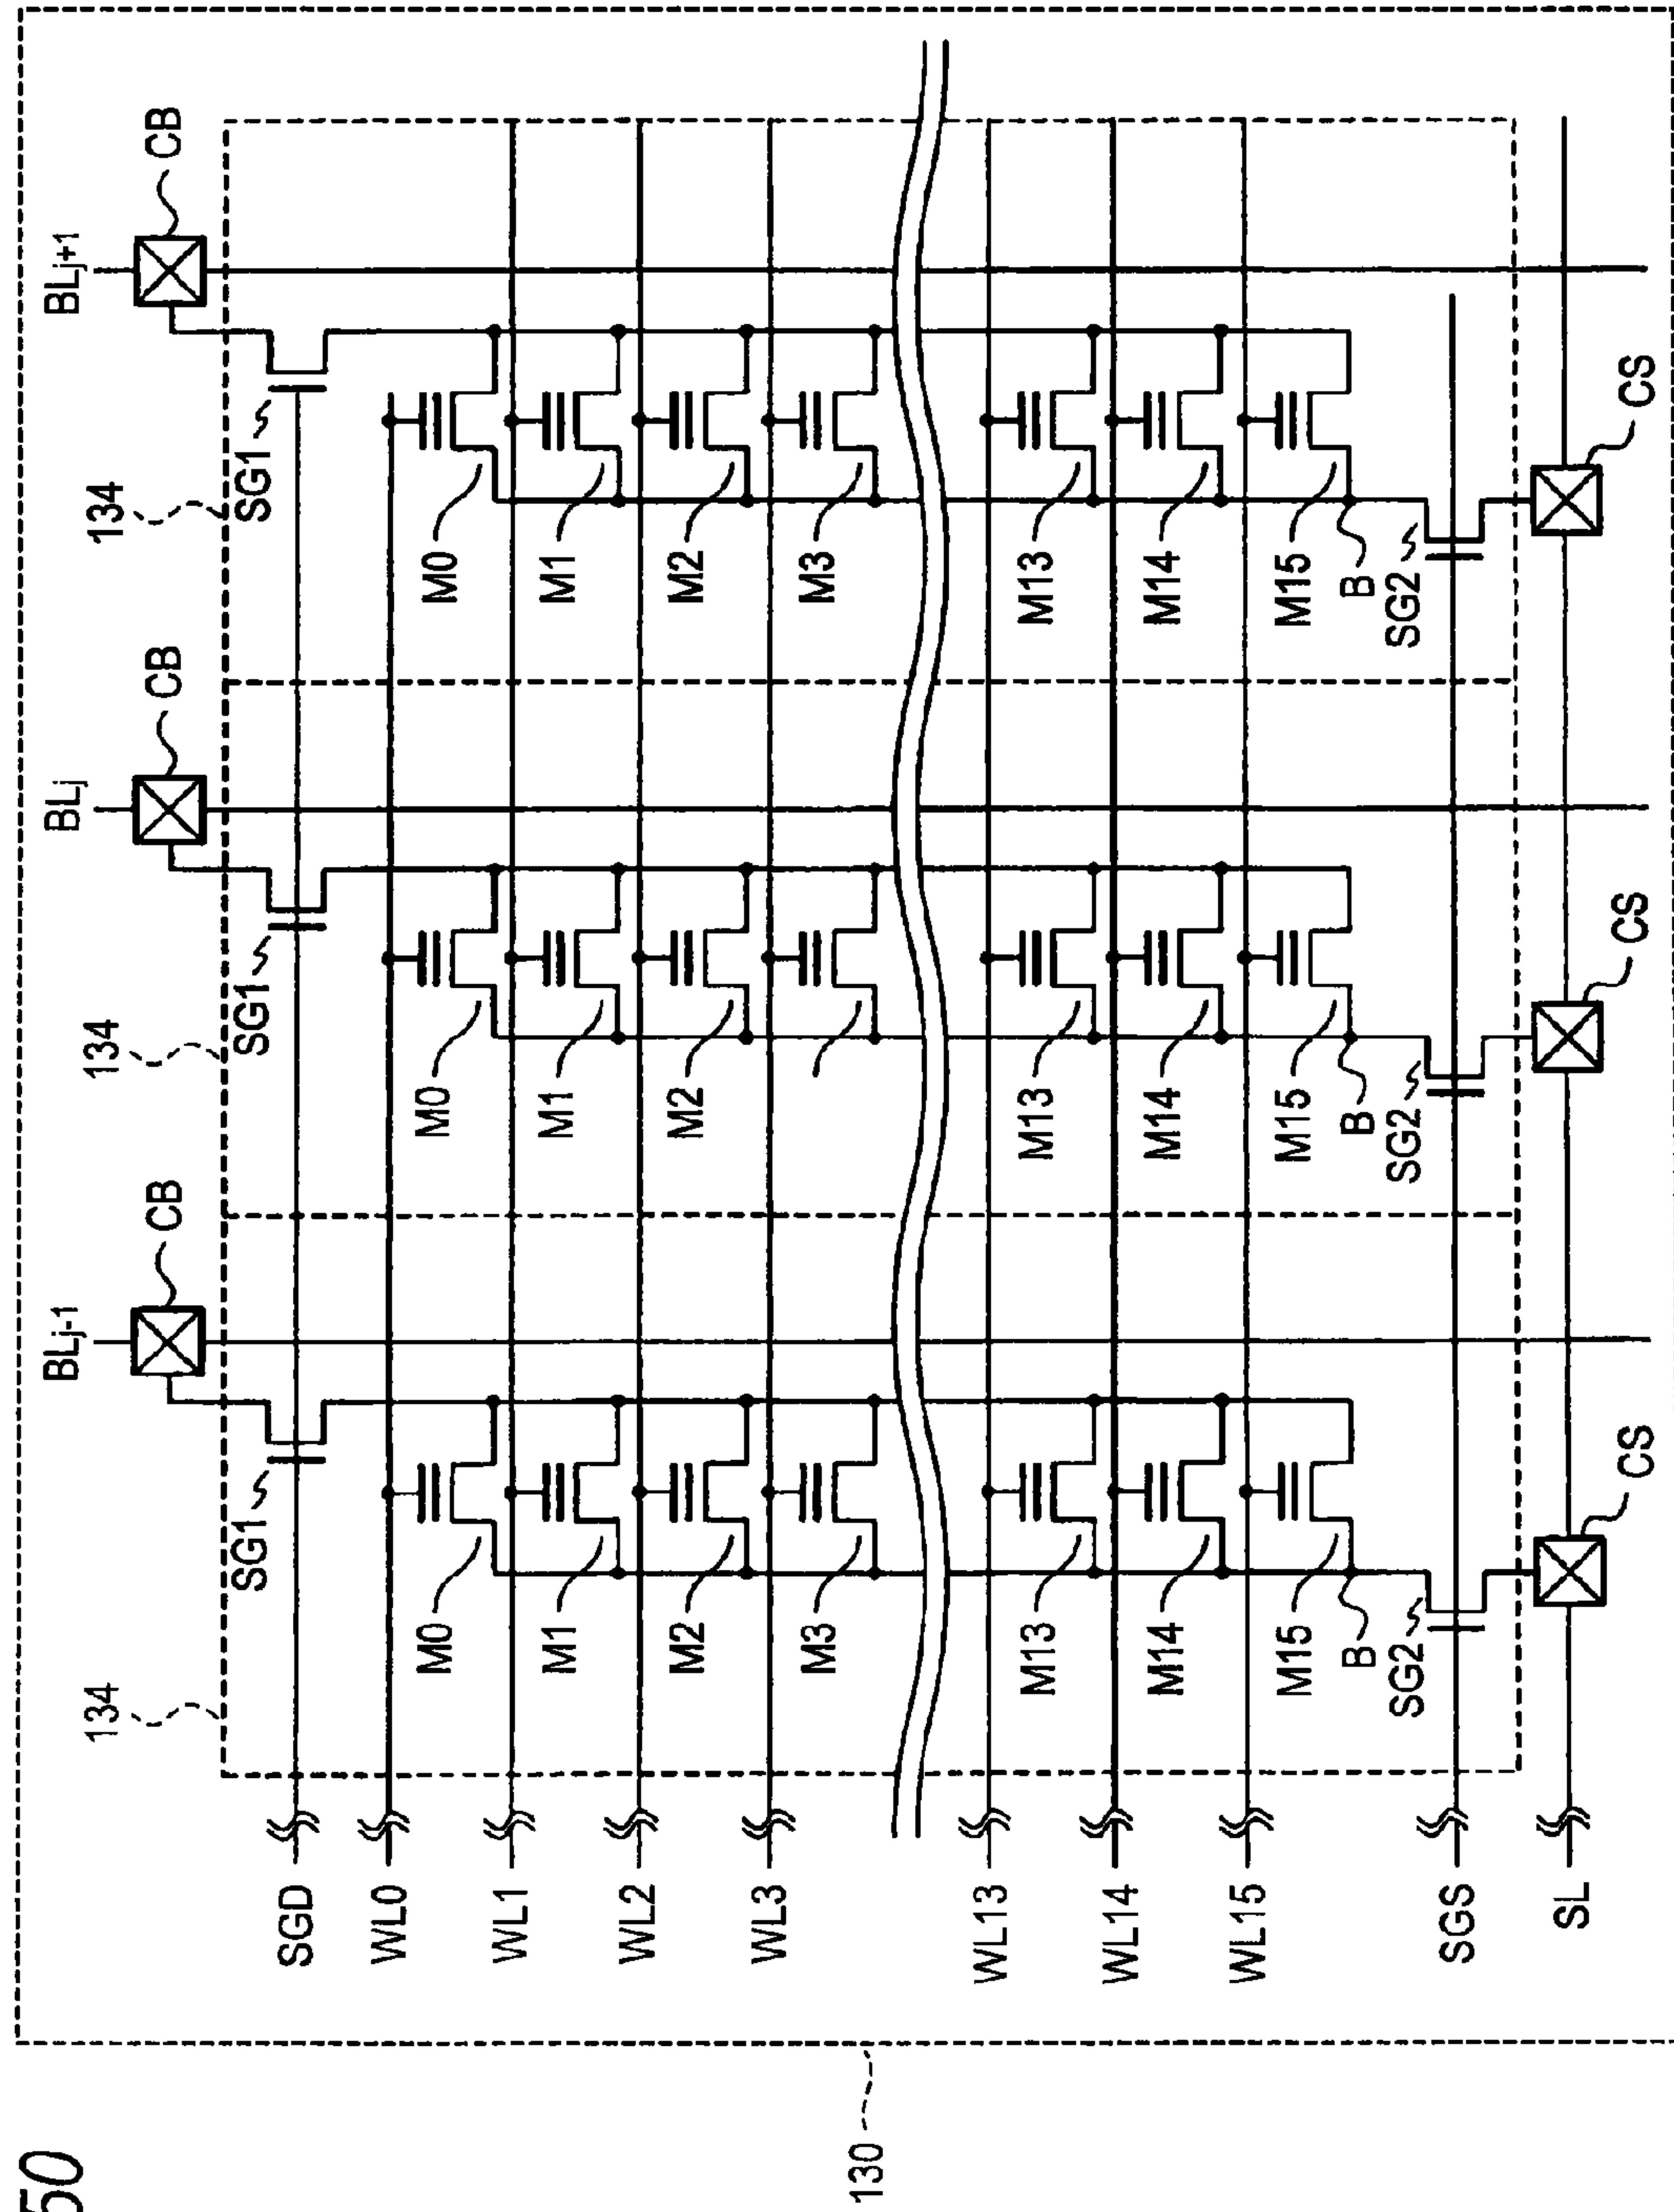 50
BLj-1
BLj
BLj+1
CB
CB
CB
134
134
134
SG1
SG1
SG1
SGD
WL0
M0
M0
M0
WL1
M1
M1
M1
WL2
M2
M2
M2
WL3
M3
M3
130
WL13
M13
M13
M13
WL14
M14
M14
M14
WL15
M15
M15
M15
B
B
B
SG2
SG2
SG2
SGS
SL
CS
CS
CS